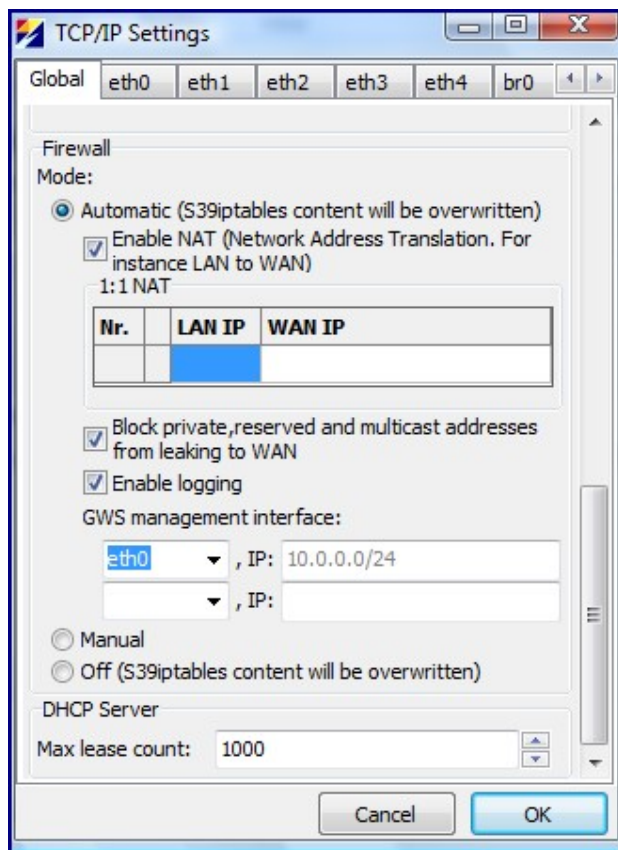 TCP/IP Settings
Global eth0 eth1 eth2 eth3 eth4 br0
Firewall
Mode:
Automatic (S39iptables content will be overwritten)
Enable NAT (Network Address Translation. For
instance LAN to WAN)
1:1 NAT
Nr. LAN IP WAN IP
Block private,reserved and multicast addresses
from leaking to WAN
Enable logging
GWS management interface:
eth0 , IP: 10.0.0.0/24
, IP:
Manual
Off (S39iptables content will be overwritten)
DHCP Server
Max lease count: 1000
Cancel OK